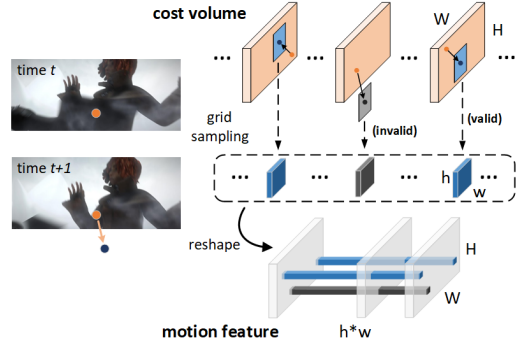 cost volume
W
H
... ... ... ...
time t
grid
sampling
(invalid)
(valid)
time t+1
... ... ... ...
h
w
reshape
H
W
motion feature
h*w